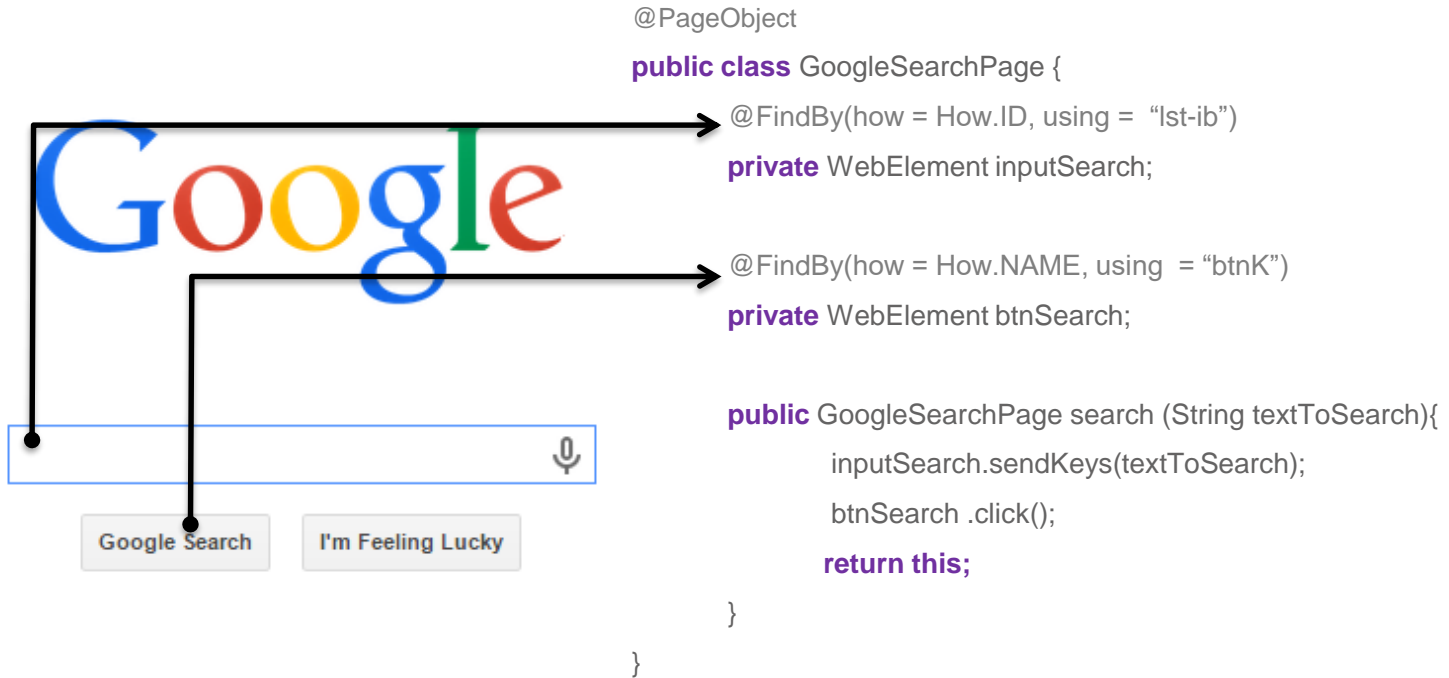 Google
Google Search
I'm Feeling Lucky
@PageObject
public class GoogleSearchPage {
@FindBy(how = How.ID, using =  “lst-ib”)
private WebElement inputSearch;
@FindBy(how = How.NAME, using  = “btnK”)
private WebElement btnSearch;
public GoogleSearchPage search (String textToSearch){
inputSearch.sendKeys(textToSearch);
btnSearch .click();
return this;
}
}